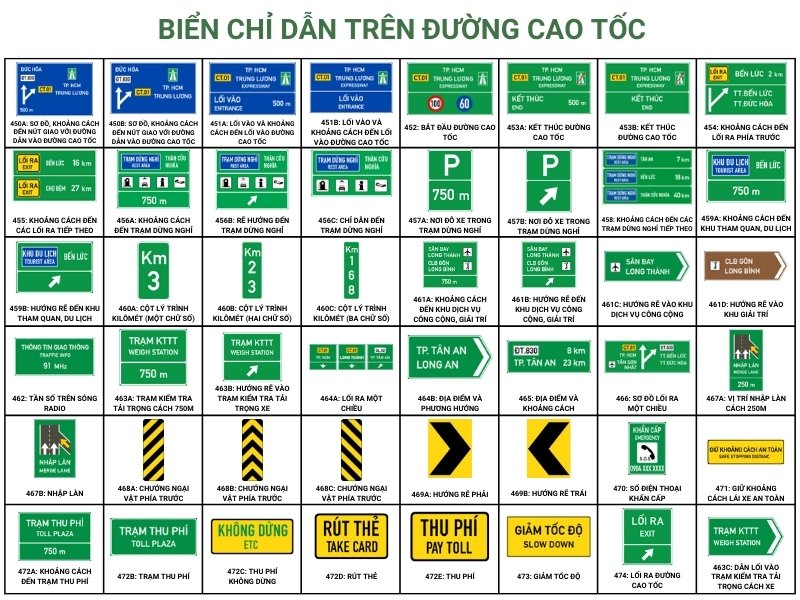 BIỂN CHỈ DẪN TRÊN ĐƯỜNG CAO TỐC
ĐỨC HÒA
ĐT.830
TP. HCM
TRUNG LƯƠNG
CT.01
500 m
450A: SƠ ĐỒ, KHOẢNG CÁCH
ĐẾN NÚT GIAO VỚI ĐƯỜNG
DẪN VÀO ĐƯỜNG CAO TỐC
ĐỨC HÒA
ĐT.830
TP. HCM
TRUNG LƯƠNG
CT.01
450B: SƠ ĐỒ, KHOẢNG CÁCH
ĐẾN NÚT GIAO VỚI ĐƯỜNG
DẪN VÀO ĐƯỜNG CAO TỐC
TP. HCM
CT.01 TRUNG LƯƠNG
EXPRESSWAY
LỐI VÀO
ENTRANCE 500 m
451A: LỐI VÀO VÀ KHOẢNG
CÁCH ĐẾN LỐI VÀO ĐƯỜNG
CAO TỐC
TP. HCM
CT.01 TRUNG LƯƠNG
EXPRESSWAY
LỐI VÀO
ENTRANCE
451B: LỐI VÀO VÀ
KHOẢNG CÁCH ĐẾN LỐI
VÀO ĐƯỜNG CAO TỐC
TP. HCM
CT.01 TRUNG LƯƠNG
EXPRESSWAY
100 60
452: BẮT ĐẦU ĐƯỜNG CAO
TỐC
TP. HCM
CT.01 TRUNG LƯƠNG
EXPRESSWAY
KẾT THÚC
END 500 m
453A: KẾT THÚC ĐƯỜNG
CAO TỐC
TP. HCM
CT.01 TRUNG LƯƠNG
EXPRESSWAY
KẾT THÚC
END
453B: KẾT THÚC
ĐƯỜNG CAO TỐC
LỐI RA
EXIT
BẾN LỨC 2 km
TT.BẾN LỨC
TT.ĐỨC HÒA
454: KHOẢNG CÁCH ĐẾN
LỐI RA PHÍA TRƯỚC
LỐI RA
EXIT
BẾN LỨC 16 km
LỐI RA
EXIT
CHỢ ĐỆM 27 km
455: KHOẢNG CÁCH ĐẾN
CÁC LỐI RA TIẾP THEO
TRẠM DỪNG NGHỈ
REST AREA
THÂN CỬU
NGHĨA
750 m
456A: KHOẢNG CÁCH
ĐẾN TRẠM DỪNG NGHỈ
TRẠM DỪNG NGHỈ
REST AREA
THÂN CỬU
NGHĨA
456B: RẼ HƯỚNG ĐẾN
TRẠM DỪNG NGHỈ
TRẠM DỪNG NGHỈ
REST AREA
THÂN CỬU
NGHĨA
456C: CHỈ DẪN ĐẾN
TRẠM DỪNG NGHỈ
P
750 m
457A: NƠI ĐỖ XE TRONG
TRẠM DỪNG NGHỈ
P
457B: NƠI ĐỖ XE TRONG
TRẠM DỪNG NGHỈ
TRẠM DỪNG NGHỈ
REST AREA
TÂN AN 7 km
TRẠM DỪNG NGHỈ
REST AREA
BẾN LỨC 18 km
TRẠM DỪNG NGHỈ
REST AREA
THÂN CỬU NGHĨA 40 km
458: KHOẢNG CÁCH ĐẾN CÁC
TRẠM DỪNG NGHỈ TIẾP THEO
KHU DU LỊCH
TOURIST AREA
BẾN LỨC
750 m
459A: KHOẢNG CÁCH ĐẾN
KHU THAM QUAN, DU LỊCH
KHU DU LỊCH
TOURIST AREA
BẾN LỨC
459B: HƯỚNG RẼ ĐẾN KHU
THAM QUAN, DU LỊCH
Km
3
460A: CỘT LÝ TRÌNH
KILÔMÉT (MỘT CHỮ SỐ)
Km
2
3
460B: CỘT LÝ TRÌNH
KILÔMÉT (HAI CHỮ SỐ)
Km
1
6
8
460C: CỘT LÝ TRÌNH
KILÔMÉT (BA CHỮ SỐ)
SÂN BAY
LONG THÀNH
CLB GÔN
LONG BÌNH
750 m
461A: KHOẢNG CÁCH
ĐẾN KHU DỊCH VỤ
CÔNG CỘNG, GIẢI TRÍ
SÂN BAY
LONG THÀNH
CLB GÔN
LONG BÌNH
461B: HƯỚNG RẼ ĐẾN
KHU DỊCH VỤ CÔNG
CỘNG, GIẢI TRÍ
SÂN BAY
LONG THÀNH
461C: HƯỚNG RẼ VÀO KHU
DỊCH VỤ CÔNG CỘNG
CLB GÔN
LONG BÌNH
461D: HƯỚNG RẼ VÀO
KHU GIẢI TRÍ
THÔNG TIN GIAO THÔNG
TRAFFIC INFO
91 MHz
462: TẦN SỐ TRÊN SÓNG
RADIO
TRẠM KTTT
WEIGH STATION
750 m
463A: TRẠM KIỂM TRA
TẢI TRỌNG CÁCH 750M
TRẠM KTTT
WEIGH STATION
463B: HƯỚNG RẼ VÀO
TRẠM KIỂM TRA TẢI
TRỌNG XE
CT.01
TP. HCM
CT.01
LONG THÀNH
TP TÂN AN
464A: LỐI RA MỘT
CHIỀU
TP. TÂN AN
LONG AN
464B: ĐỊA ĐIỂM VÀ
PHƯƠNG HƯỚNG
ĐT.830 8 km
TP. TÂN AN 23 km
465: ĐỊA ĐIỂM VÀ
KHOẢNG CÁCH
CT.01
TP. HCM
TÂN SƠN
NHẤT
ĐT.830
TT.BẾN LỨC
TT.ĐỨC HÒA
466: SƠ ĐỒ LỐI RA
MỘT CHIỀU
NHẬP LÀN
MERGE LANE
250 m
467A: VỊ TRÍ NHẬP LÀN
CÁCH 250M
NHẬP LÀN
MERGE LANE
467B: NHẬP LÀN
468A: CHƯỚNG NGẠI
VẬT PHÍA TRƯỚC
468B: CHƯỚNG NGẠI
VẬT PHÍA TRƯỚC
468C: CHƯỚNG NGẠI
VẬT PHÍA TRƯỚC
469A: HƯỚNG RẼ PHẢI
469B: HƯỚNG RẼ TRÁI
KHẨN CẤP
EMERGENCY
S.O.S
090A XXX XXXX
470: SỐ ĐIỆN THOẠI
KHẨN CẤP
GIỮ KHOẢNG CÁCH AN TOÀN
SAFE STOPPING DISTANC
471: GIỮ KHOẢNG
CÁCH LÁI XE AN TOÀN
TRẠM THU PHÍ
TOLL PLAZA
750 m
472A: KHOẢNG CÁCH
ĐẾN TRẠM THU PHÍ
TRẠM THU PHÍ
TOLL PLAZA
472B: TRẠM THU PHÍ
KHÔNG DỪNG
ETC
472C: THU PHÍ
KHÔNG DỪNG
RÚT THẺ
TAKE CARD
472D: RÚT THẺ
THU PHÍ
PAY TOLL
472E: THU PHÍ
GIẢM TỐC ĐỘ
SLOW DOWN
473: GIẢM TỐC ĐỘ
LỐI RA
EXIT
474: LỐI RA ĐƯỜNG
CAO TỐC
TRẠM KTTT
WEIGH STATION
463C: DẪN LỐI VÀO
TRẠM KIỂM TRA TẢI
TRỌNG CÁCH XE